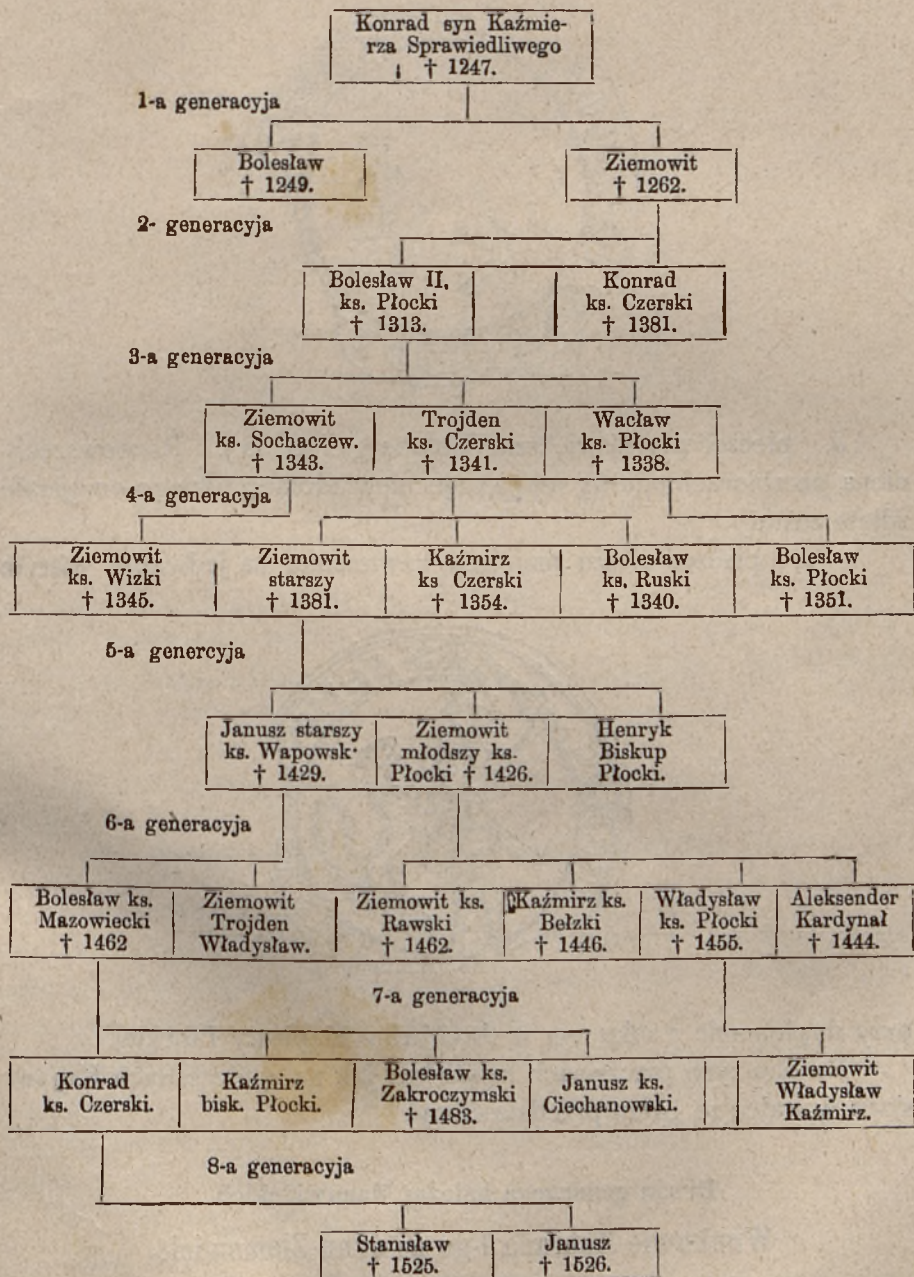 Konrad syn Kaźmie-
rza Sprawiedliwego
† 1247.
1-a generacyja
Bolesław
† 1249.
Ziemowit
† 1262.
2- generacyja
Bolesław II,
ks. Płocki
† 1313.
Konrad
ks. Czerski
† 1381.
3-a generacyja
Ziemowit
ks. Sochaczew.
† 1343.
Trojden
ks. Czerski
† 1341.
Wacław
ks. Płocki
† 1338.
4-a generacyja
Ziemowit
ks. Wizki
† 1345.
Ziemowit
starszy
† 1381.
Kaźmirz
ks Czerski
† 1354.
Bolesław
ks. Ruski
† 1340.
Bolesław
ks. Płocki
† 1351.
5-a genercyja
Janusz starszy
ks. Wapowsk·
† 1429.
Ziemowit
młodszy ks.
Płocki † 1426.
Henryk
Biskup
Płocki.
6-a generacyja
Bolesław ks.
Mazowiecki
† 1462
Ziemowit
Trojden
Władysław.
Ziemowit ks.
Rawski
† 1462.
Kaźmirz ks.
Bełzki
† 1446.
Władysław
ks. Płocki
† 1455.
Aleksender
Kardynał
† 1444.
7-a generacyja
Konrad
ks. Czerski.
Kaźmirz
bisk. Płocki.
Bolesław ks.
Zakroczymski
† 1483.
Janusz ks.
Ciechanowski.
Ziemowit
Władysław
Kaźmirz.
8-a generacyja
Stanisław
† 1525.
Janusz
† 1526.